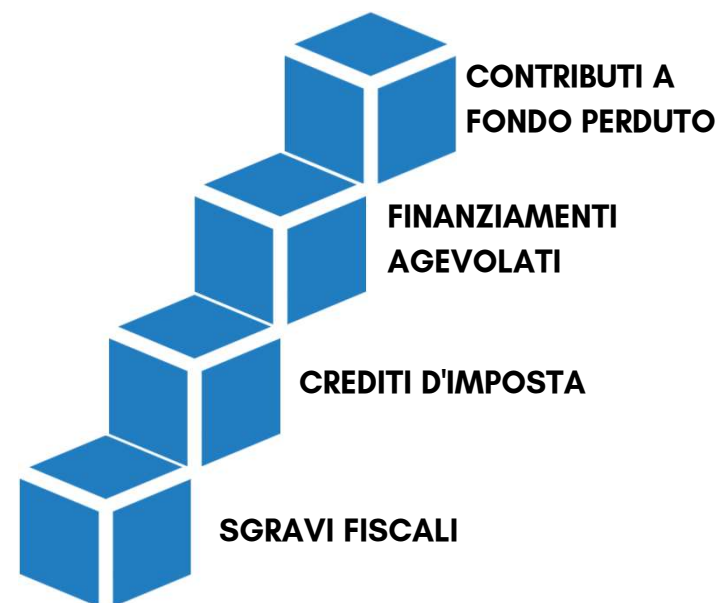 CONTRIBUTI A
FONDO PERDUTO
FINANZIAMENTI
AGEVOLATI
CREDITI D'IMPOSTA
SGRAVI FISCALI